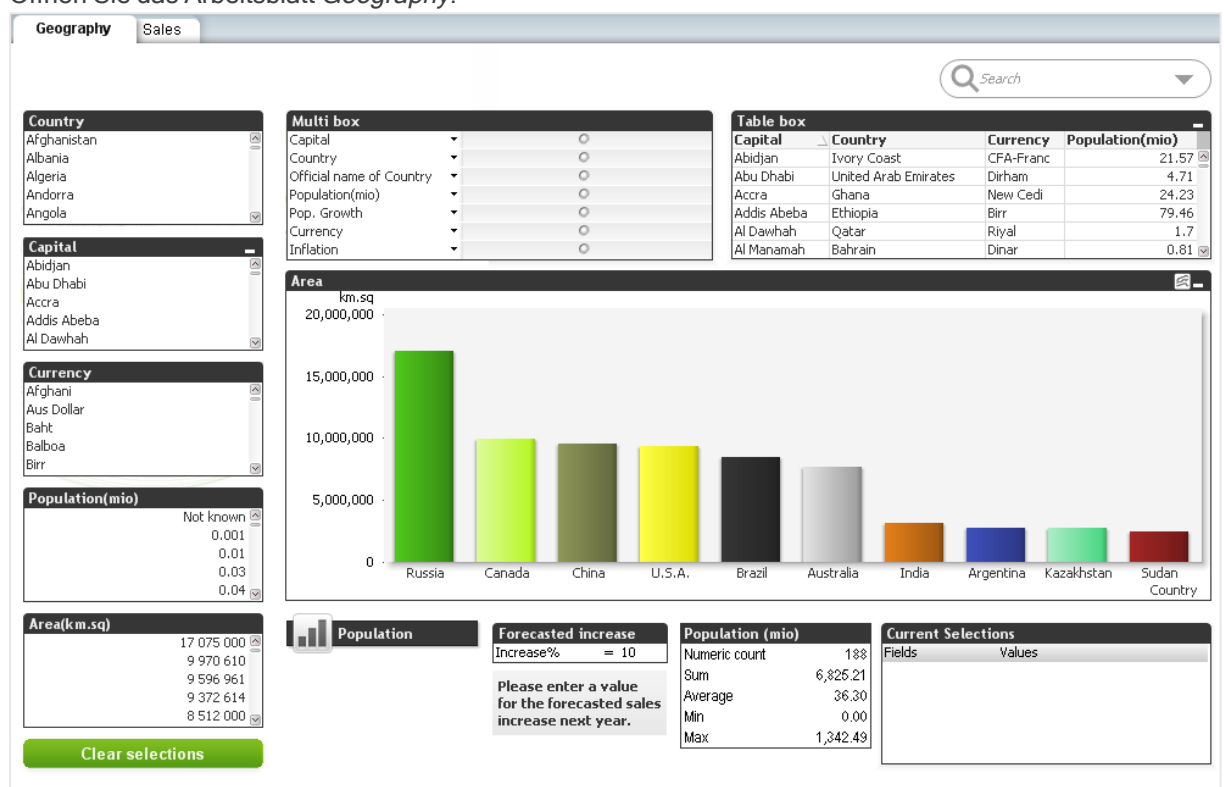 Öffnen Sie das Arbeitsblatt Geography.
Geography
Sales
Search
Country
Afghanistan
Albania
Algeria
Andorra
Angola
Capital
Abidjan
Abu Dhabi
Accra
Addis Abeba
Al Dawhah
Currency
Afghani
Aus Dollar
Baht
Balboa
Birr
Population(mio)
Not known
0.001
0.01
0.03
0.04
Area(km.sq)
17 075 000
9 970 610
9 596 961
9 372 614
8 512 000
Clear selections
Multi box
Capital
Country
Official name of Country
Population(mio)
Pop. Growth
Currency
Inflation
Table box
Capital Country Currency Population(mio)
Abidjan Ivory Coast CFA-Franc 21.57
Abu Dhabi United Arab Emirates Dirham 4.71
Accra Ghana New Cedi 24.23
Addis Abeba Ethiopia Birr 79.46
Al Dawhah Qatar Riyal 1.7
Al Manamah Bahrain Dinar 0.81
Area
km.sq
20,000,000
15,000,000
10,000,000
5,000,000
0
Russia Canada China U.S.A. Brazil Australia India Argentina Kazakhstan Sudan
Country
Population
Forecasted increase
Increase% = 10
Please enter a value
for the forecasted sales
increase next year.
Population (mio)
Numeric count 188
Sum 6,825.21
Average 36.30
Min 0.00
Max 1,342.49
Current Selections
Fields Values